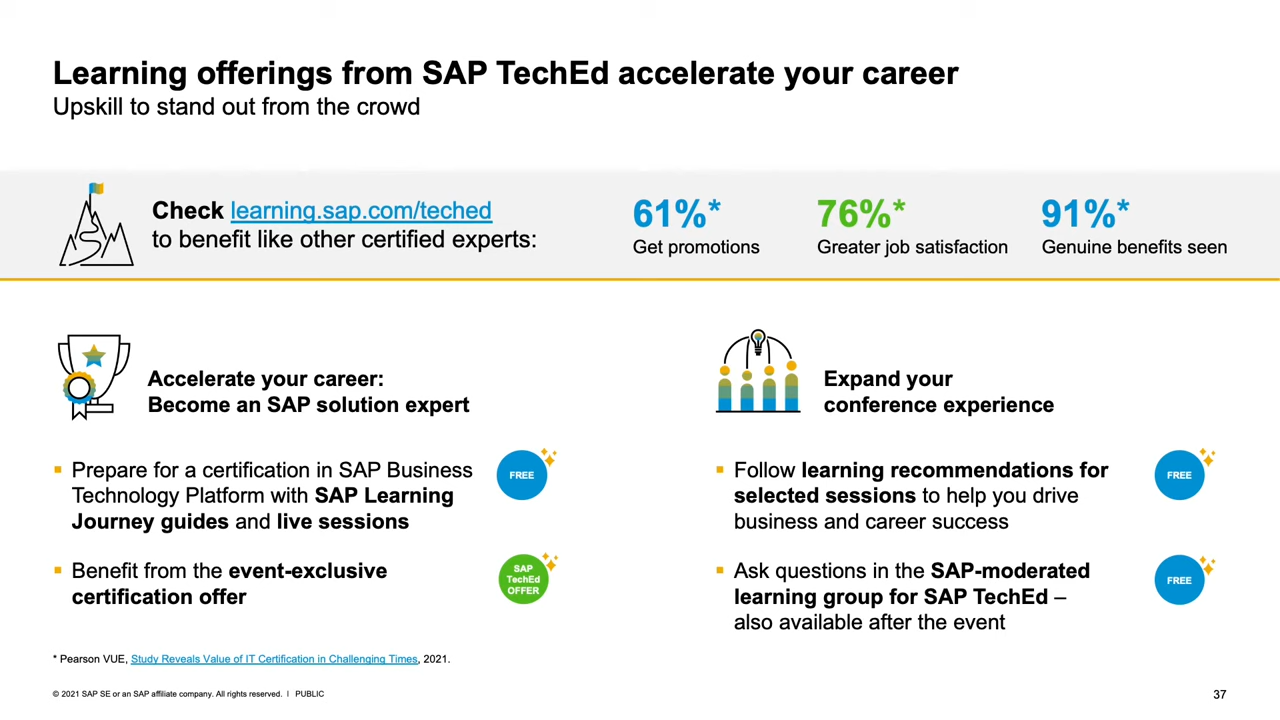 Learning offerings from SAP TechEd accelerate your career
Upskill to stand out from the crowd
Check learning.sap.com/teched
to benefit like other certified experts:
61%*
Get promotions
76%*
Greater job satisfaction
91%*
Genuine benefits seen
Accelerate your career:
Become an SAP solution expert
▪ Prepare for a certification in SAP Business
Technology Platform with SAP Learning
Journey guides and live sessions
FREE
▪ Benefit from the event-exclusive
certification offer
SAP
TechEd
OFFER
Expand your
conference experience
▪ Follow learning recommendations for
selected sessions to help you drive
business and career success
FREE
▪ Ask questions in the SAP-moderated
learning group for SAP TechEd –
also available after the event
FREE
* Pearson VUE, Study Reveals Value of IT Certification in Challenging Times, 2021.
© 2021 SAP SE or an SAP affiliate company. All rights reserved. ǀ PUBLIC
37